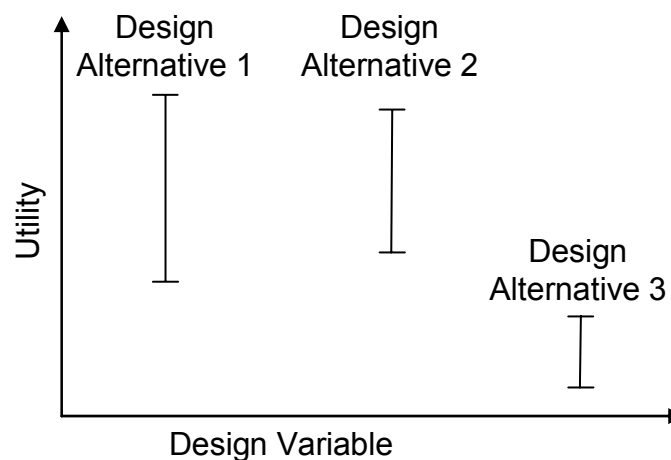 Design
Alternative 1
Design
Alternative 2
Design
Alternative 3
Utility
Design Variable